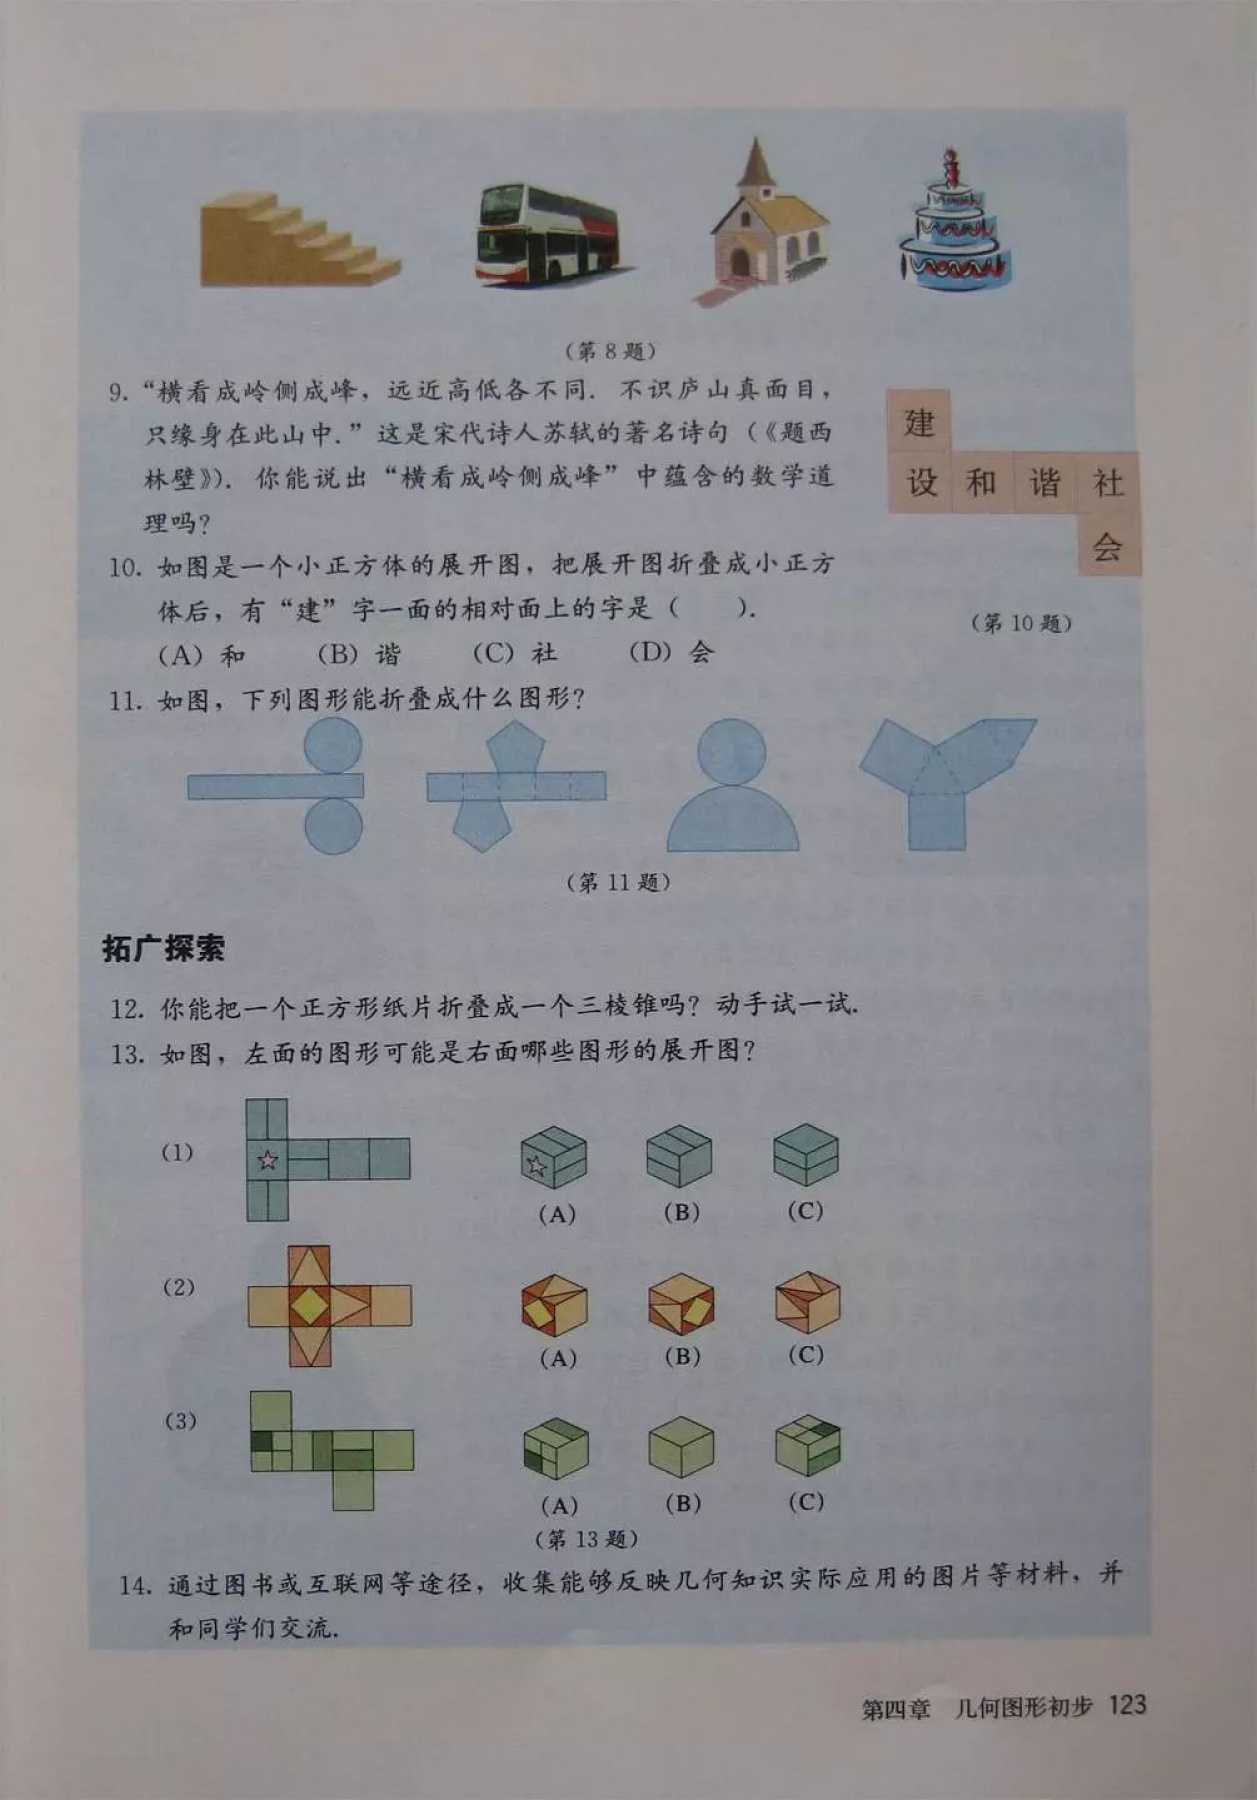 (第8题)
9. “横看成岭侧成峰，远近高低各不同. 不识庐山真面目，
只缘身在此山中.” 这是宋代诗人苏轼的著名诗句 (《题西
林壁》). 你能说出 “横看成岭侧成峰” 中蕴含的数学道
理吗?
建
设 和 谐 社
会
10. 如图是一个小正方体的展开图，把展开图折叠成小正方
体后，有 “建” 字一面的相对面上的字是 ( ).
(第10题)
(A) 和 (B) 谐 (C) 社 (D) 会
11. 如图，下列图形能折叠成什么图形?
(第11题)
拓广探索
12. 你能把一个正方形纸片折叠成一个三棱锥吗? 动手试一试.
13. 如图，左面的图形可能是右面哪些图形的展开图?
(1)
(A) (B) (C)
(2)
(A) (B) (C)
(3)
(A) (B) (C)
(第13题)
14. 通过图书或互联网等途径，收集能够反映几何知识实际应用的图片等材料，并
和同学们交流.
第四章 几何图形初步 123